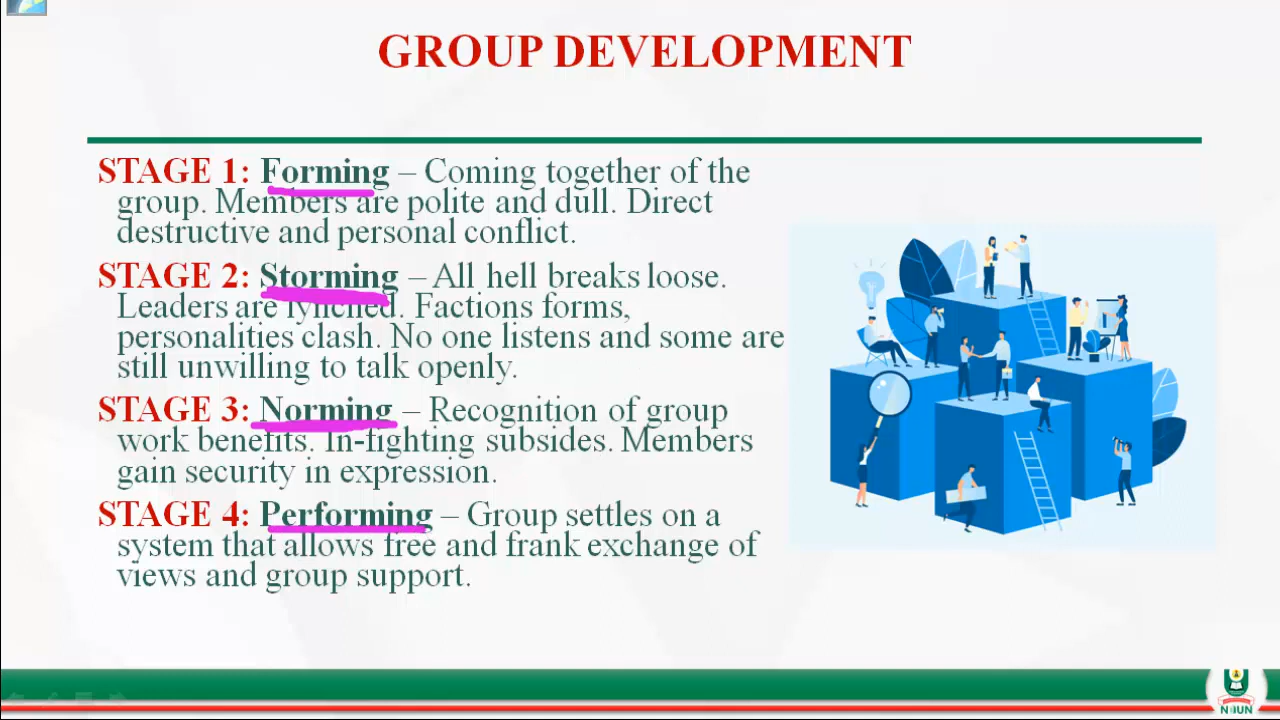 GROUP DEVELOPMENT
STAGE 1: Forming – Coming together of the
group. Members are polite and dull. Direct
destructive and personal conflict.
STAGE 2: Storming – All hell breaks loose.
Leaders are lynched. Factions forms,
personalities clash. No one listens and some are
still unwilling to talk openly.
STAGE 3: Norming – Recognition of group
work benefits. In-fighting subsides. Members
gain security in expression.
STAGE 4: Performing – Group settles on a
system that allows free and frank exchange of
views and group support.
NOUN